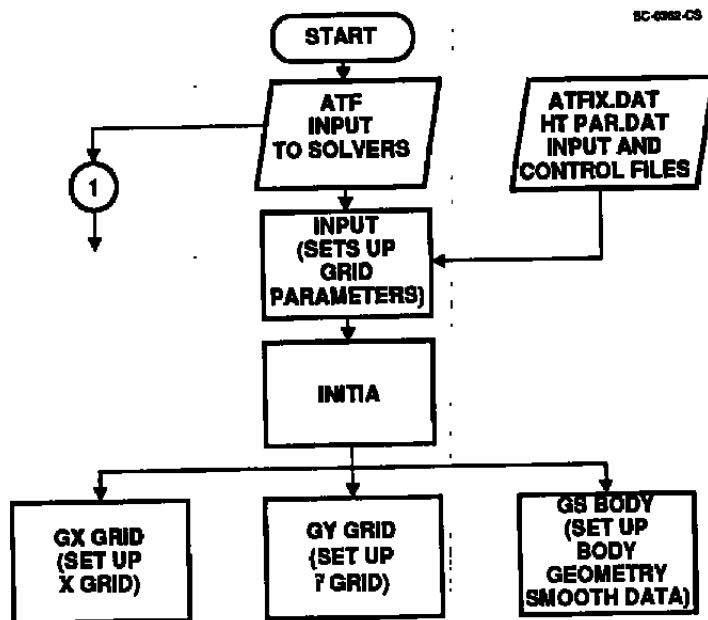 SC-0362-CS
START
ATF
INPUT
TO SOLVERS
ATFIX.DAT
HT PAR.DAT
INPUT AND
CONTROL FILES
1
INPUT
(SETS UP
GRID
PARAMETERS)
INITIA
GX GRID
(SET UP
X GRID)
GY GRID
(SET UP
GRID)
GS BODY
(SET UP
BODY
GEOMETRY
SMOOTH DATA)